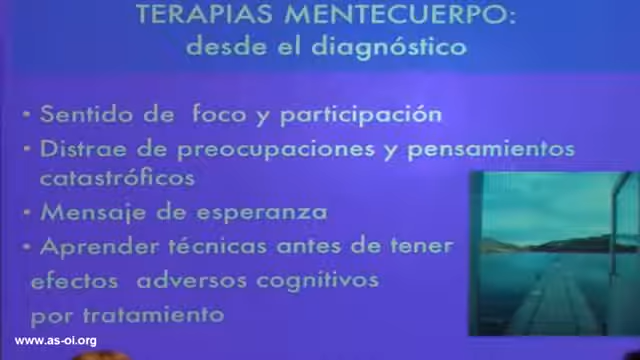 TERAPIAS MENTECUERPO:
desde el diagnóstico
• Sentido de foco y participación
• Distrae de preocupaciones y pensamientos
catastróficos
• Mensaje de esperanza
• Aprender técnicas antes de tener
efectos adversos cognitivos
por tratamiento
www.as-oi.org